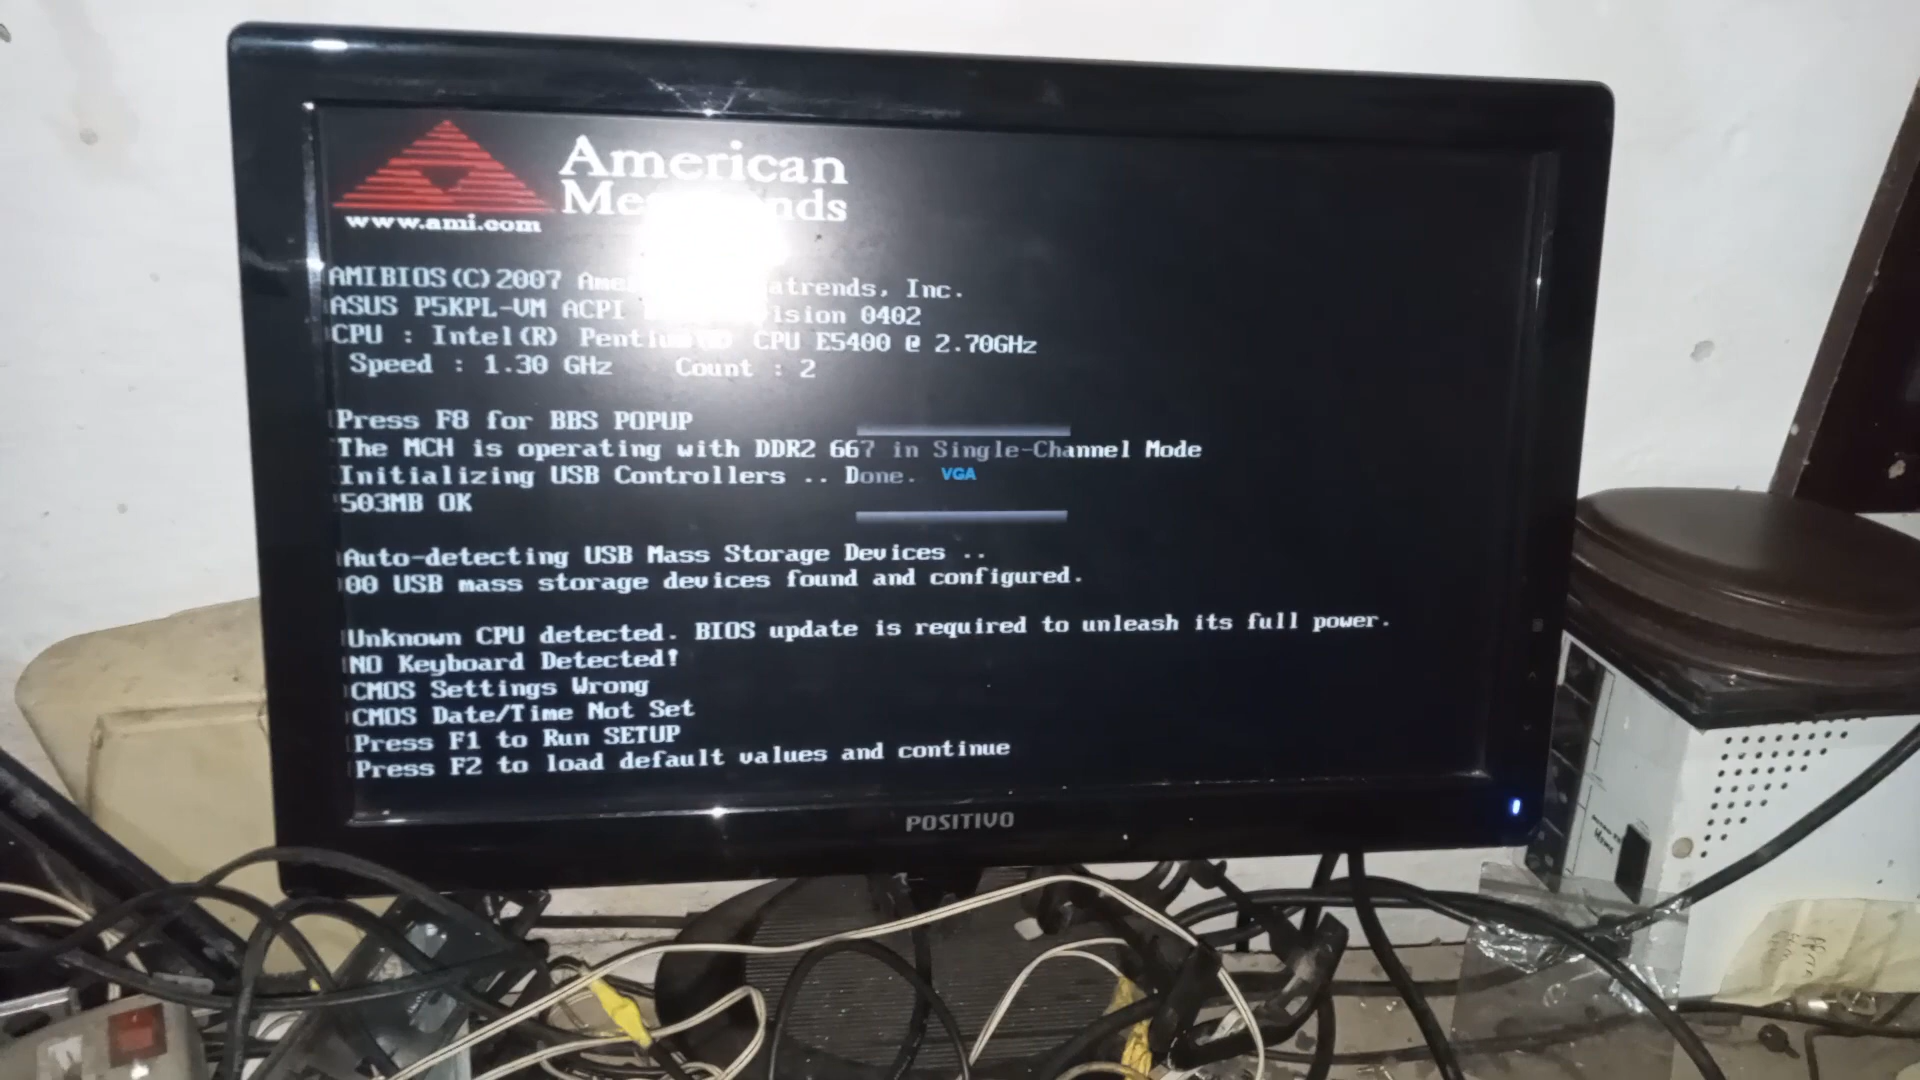 American
www.ami.com
AMIBIOS(C)2007 atrends, Inc.
ASUS P5KPL-VM ACPI 0402
CPU : Intel(R) CPU E5400 @ 2.70GHz
Speed : 1.30 GHz Count : 2
Press F8 for BBS POPUP
The MCH is operating with DDR2 667 in Single-Channel Mode
Initializing USB Controllers .. Done.
VGA
503MB OK
Auto-detecting USB Mass Storage Devices ..
00 USB mass storage devices found and configured.
Unknown CPU detected. BIOS update is required to unleash its full power.
NO Keyboard Detected!
CMOS Settings Wrong
CMOS Date/Time Not Set
Press F1 to Run SETUP
Press F2 to load default values and continue
POSITIVO